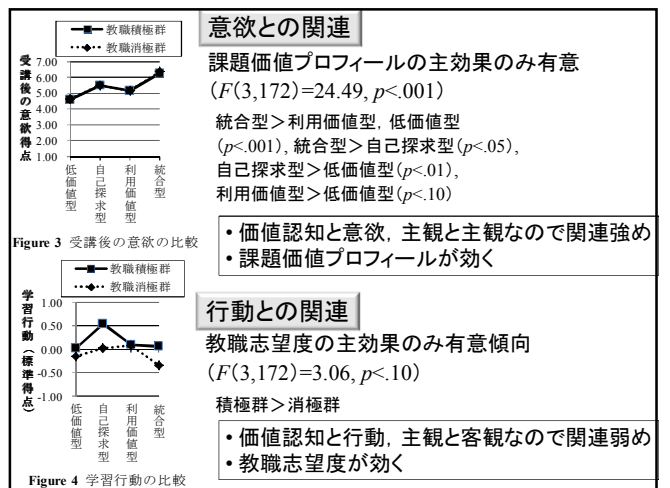 教職積極群
教職消極群
受講後の意欲得点
7.00
6.00
5.00
4.00
3.00
2.00
1.00
低価値型
自己探求型
利用価値型
統合型
Figure 3 受講後の意欲の比較
意欲との関連
課題価値プロフィールの主効果のみ有意
(F(3,172)=24.49, p<.001)
統合型＞利用価値型, 低価値型
(p<.001), 統合型＞自己探求型(p<.05),
自己探求型＞低価値型(p<.01),
利用価値型＞低価値型(p<.10)
・価値認知と意欲, 主観と主観なので関連強め
・課題価値プロフィールが効く
教職積極群
教職消極群
学習行動(標準得点)
1.00
0.50
0.00
-0.50
-1.00
低価値型
自己探求型
利用価値型
統合型
Figure 4 学習行動の比較
行動との関連
教職志望度の主効果のみ有意傾向
(F(3,172)=3.06, p<.10)
積極群＞消極群
・価値認知と行動, 主観と客観なので関連弱め
・教職志望度が効く